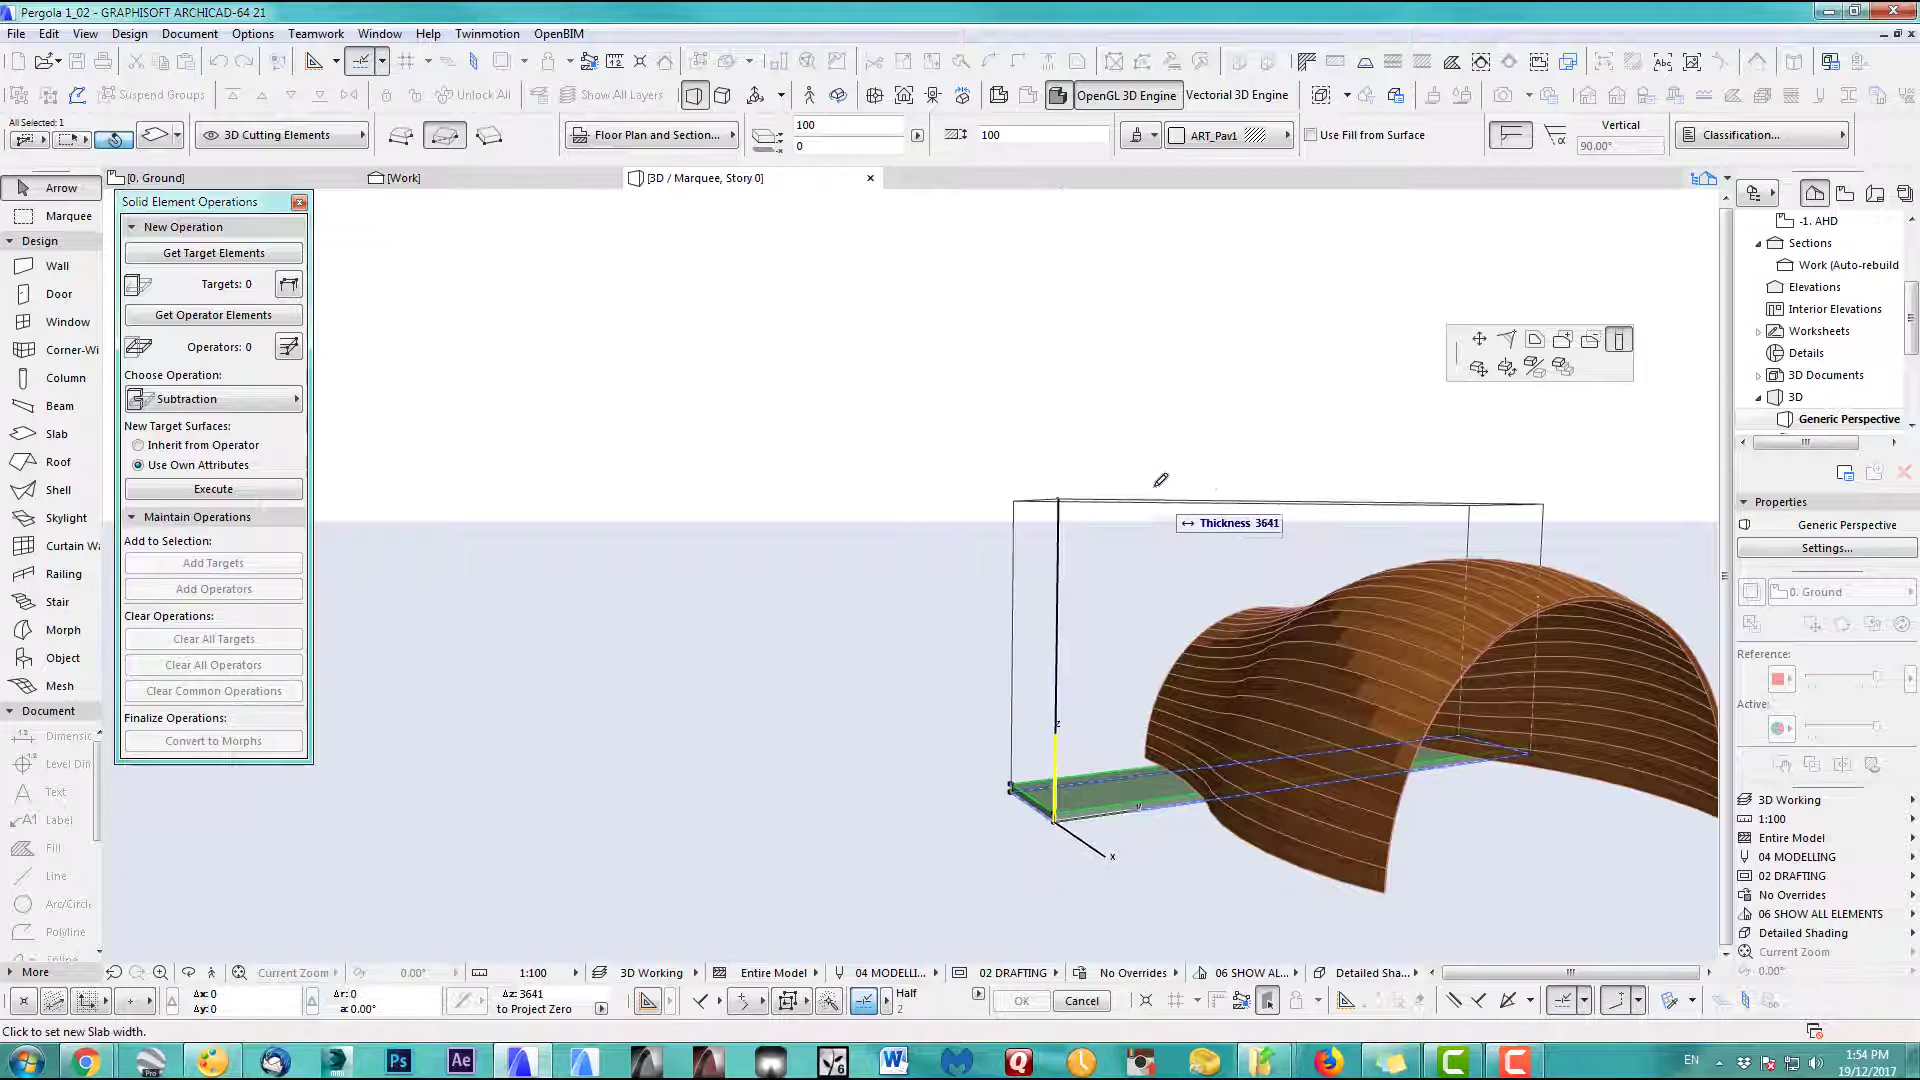 Pergola 1_02 - GRAPHISOFT ARCHICAD-64 21
File Edit View Design Document Options Teamwork Window Help Twinmotion OpenBIM
Suspend Groups Unlock All Show All Layers OpenGL 3D Engine Vectorial 3D Engine
All Selected: 1
3D Cutting Elements
Floor Plan and Section...
100
0
100
ART_Pav1
Use Fill from Surface
Vertical
90.00°
Classification...
[0. Ground]
[Work]
[3D / Marquee, Story 0]
Arrow
Marquee
Design
Wall
Door
Window
Corner-Wi
Column
Beam
Slab
Roof
Shell
Skylight
Curtain Wa
Railing
Stair
Morph
Object
Mesh
Document
Dimensic
Level Din
Text
Label
Fill
Line
Arc/Circle
Polyline
More
Solid Element Operations
New Operation
Get Target Elements
Targets: 0
Get Operator Elements
Operators: 0
Choose Operation:
Subtraction
New Target Surfaces:
Inherit from Operator
Use Own Attributes
Execute
Maintain Operations
Add to Selection:
Add Targets
Add Operators
Clear Operations:
Clear All Targets
Clear All Operators
Clear Common Operations
Finalize Operations:
Convert to Morphs
Thickness 3641
z
y
x
-1. AHD
Sections
Work (Auto-rebuild
Elevations
Interior Elevations
Worksheets
Details
3D Documents
3D
Generic Perspective
Properties
Generic Perspective
Settings...
0. Ground
Reference:
Active:
3D Working
1:100
Entire Model
04 MODELLING
02 DRAFTING
No Overrides
06 SHOW ALL ELEMENTS
Detailed Shading
Current Zoom
0.00°
Current Zoom 0.00° 1:100 3D Working Entire Model 04 MODELLI... 02 DRAFTING No Overrides 06 SHOW AL... Detailed Sha...
Δx: 0
Δy: 0
Δr: 0
a: 0.00°
Δz: 3641
to Project Zero
Half
2
OK
Cancel
Click to set new Slab width.
EN
1:54 PM
19/12/2017